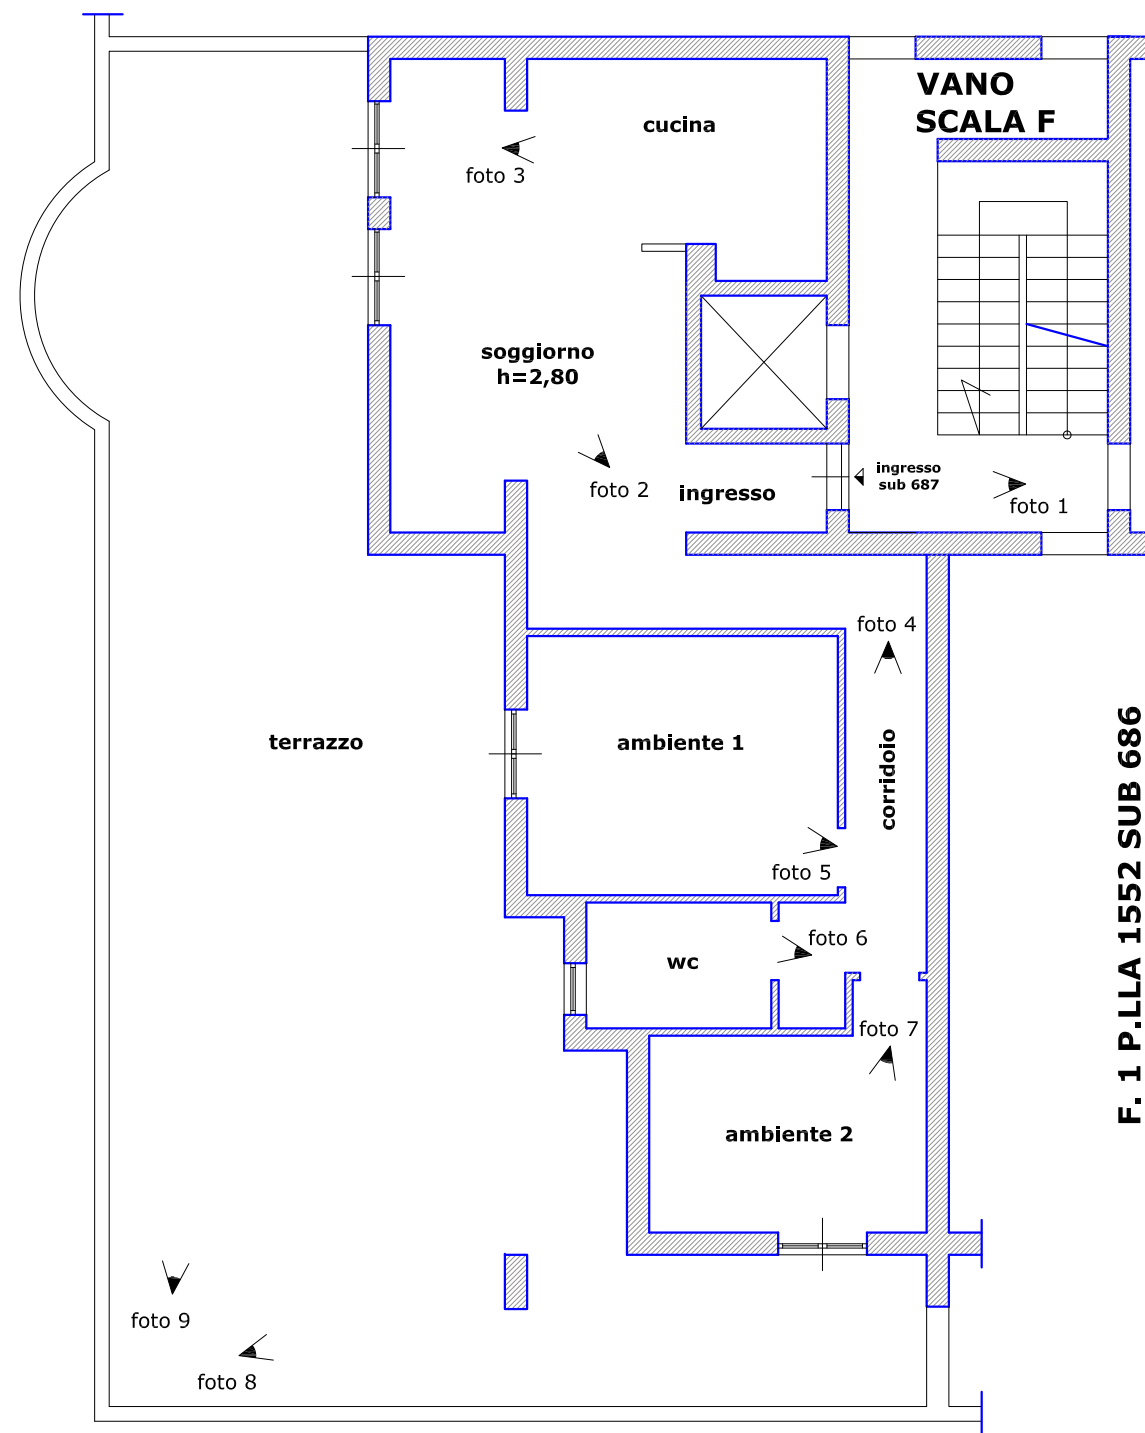 VANO
SCALA F
cucina
foto 3
soggiorno
h=2,80
ingresso
sub 687
foto 2
ingresso
foto 1
foto 4
terrazzo
ambiente 1
corridoio
F. 1 P.LLA 1552 SUB 686
foto 5
foto 6
wc
foto 7
ambiente 2
foto 9
foto 8